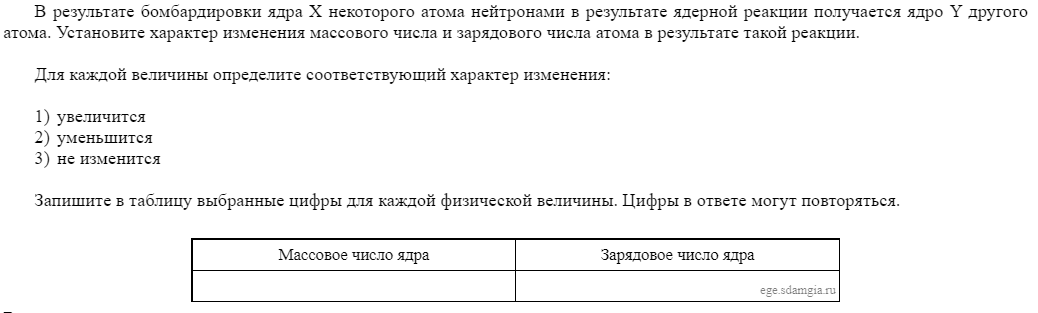 В результате бомбардировки ядра X некоторого атома нейтронами в результате ядерной реакции получается ядро Y другого
атома. Установите характер изменения массового числа и зарядового числа атома в результате такой реакции.
Для каждой величины определите соответствующий характер изменения:
1) увеличится
2) уменьшится
3) не изменится
Запишите в таблицу выбранные цифры для каждой физической величины. Цифры в ответе могут повторяться.
Массовое число ядра Зарядовое число ядра
ege.sdamgia.ru